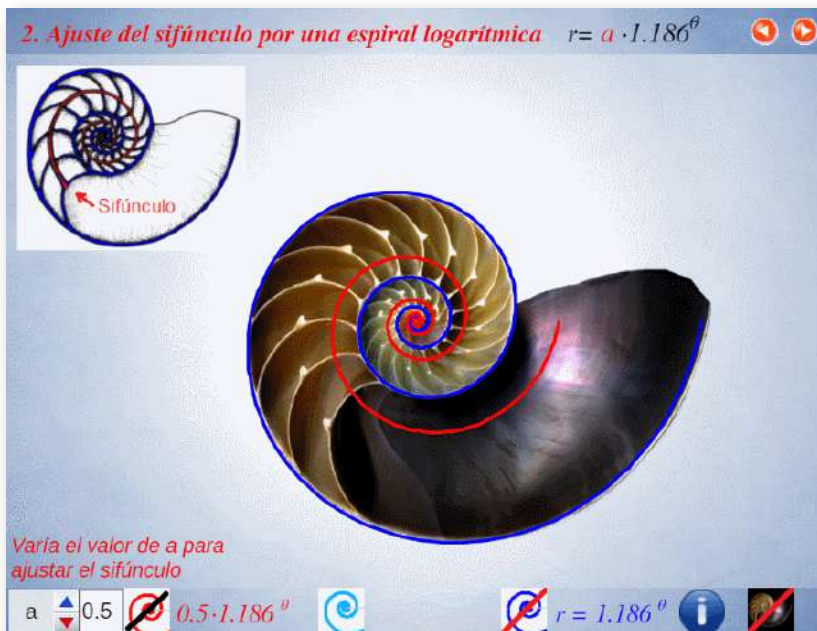 2. Ajuste del sifúnculo por una espiral logarítmica r= a ·1.186^θ
Sifúnculo
Varía el valor de a para
ajustar el sifúnculo
a 0.5 0.5·1.186^θ r = 1.186^θ i